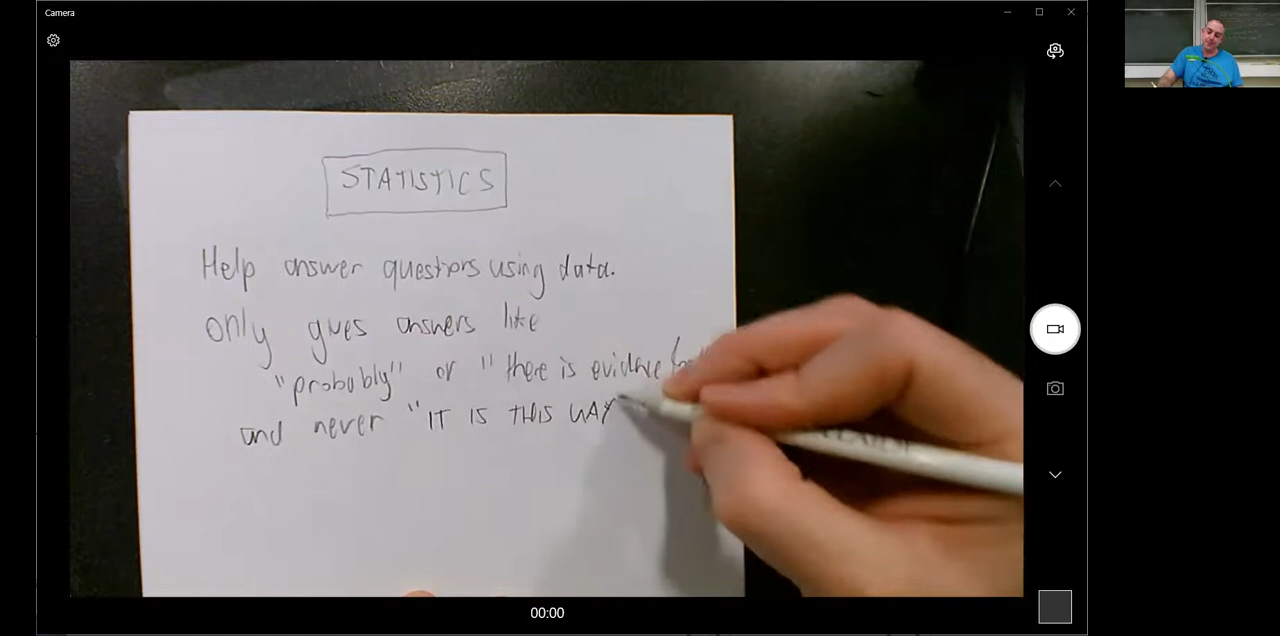 Camera
STATISTICS
Help answer questions using data.
Only gives answers like
"probably" or "there is evidence for"
and never "IT IS THIS WAY
00:00